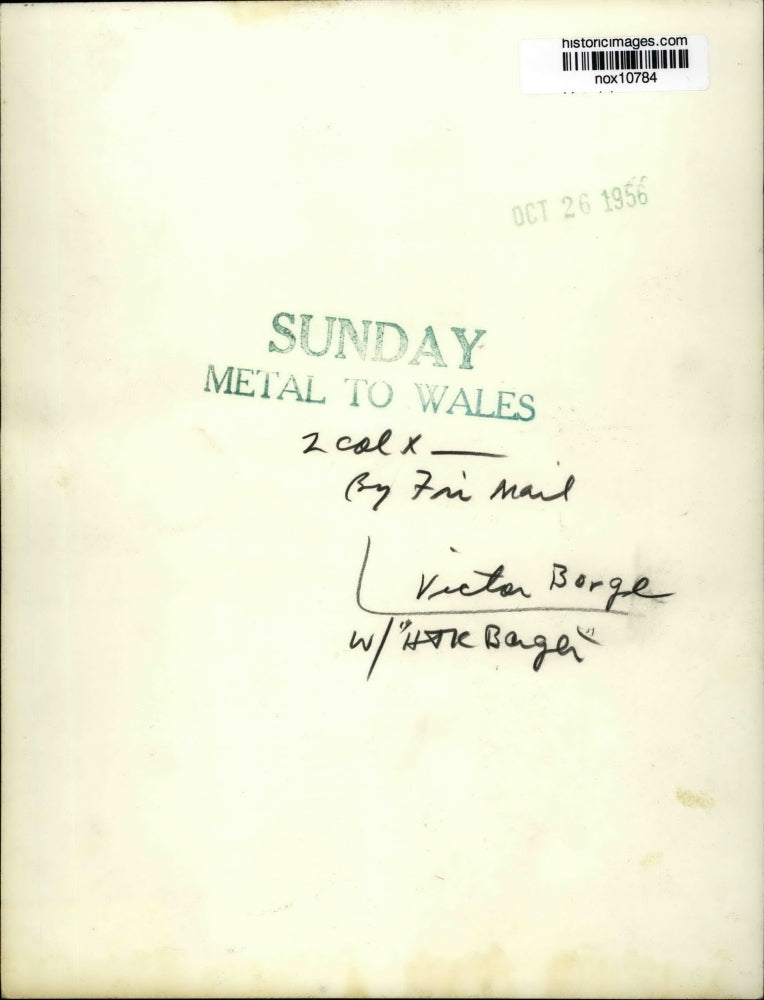 historicimages.com
nox10784
OCT 26 1956
SUNDAY
METAL TO WALES
2 col x —
By Fri Mail
Victor Borge
w/"